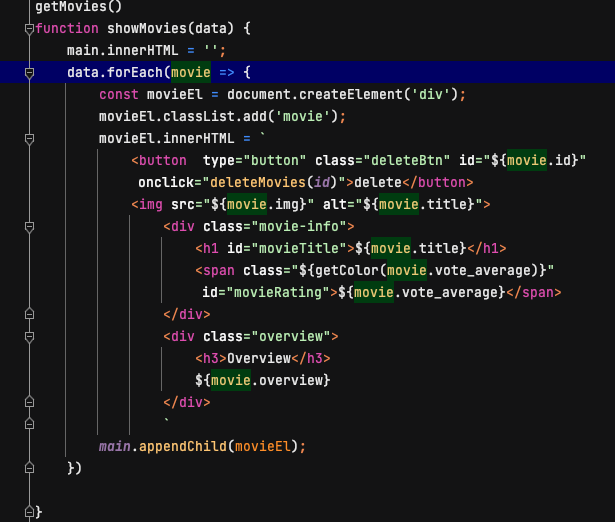 getMovies()
function showMovies(data) {
main.innerHTML = '';
data.forEach(movie => {
const movieEl = document.createElement('div');
movieEl.classList.add('movie');
movieEl.innerHTML = `
<button  type="button" class="deleteBtn" id="${movie.id}"
onclick="deleteMovies(id)">delete</button>
<img src="${movie.img}" alt="${movie.title}">
<div class="movie-info">
<h1 id="movieTitle">${movie.title}</h1>
<span class="${getColor(movie.vote_average)}"
id="movieRating">${movie.vote_average}</span>
</div>
<div class="overview">
<h3>Overview</h3>
${movie.overview}
</div>
`
main.appendChild(movieEl);
})
}